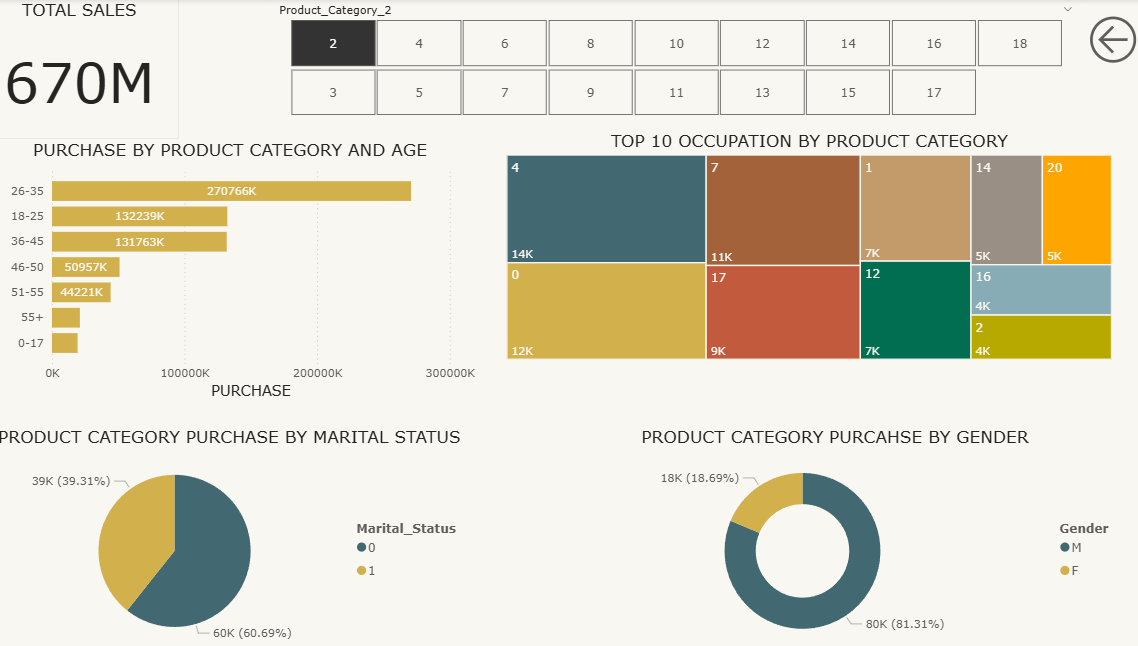 TOTAL SALES
670M
Product_Category_2
2 4 6 8 10 12 14 16 18
3 5 7 9 11 13 15 17
PURCHASE BY PRODUCT CATEGORY AND AGE
26-35 270766K
18-25 132239K
36-45 131763K
46-50 50957K
51-55 44221K
55+
0-17
0K 100000K 200000K 300000K
PURCHASE
TOP 10 OCCUPATION BY PRODUCT CATEGORY
4
14K
0
12K
7
11K
17
9K
1
7K
12
7K
14
5K
20
5K
16
4K
2
4K
PRODUCT CATEGORY PURCHASE BY MARITAL STATUS
39K (39.31%)
60K (60.69%)
Marital_Status
0
1
PRODUCT CATEGORY PURCAHSE BY GENDER
18K (18.69%)
80K (81.31%)
Gender
M
F